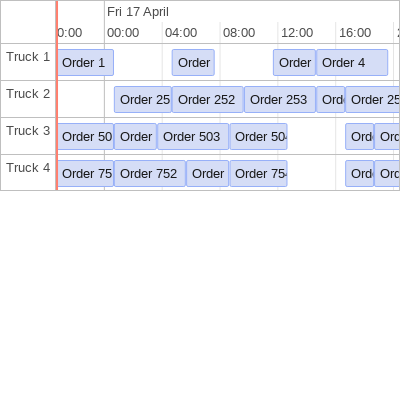 Fri 17 April
0:00 00:00 04:00 08:00 12:00 16:00
Truck 1 Order 1 Order Order Order 4
Truck 2 Order 25 Order 252 Order 253 Ord Order 25
Truck 3 Order 50 Order Order 503 Order 504 Ord Ord
Truck 4 Order 75 Order 752 Order Order 754 Ord Ord